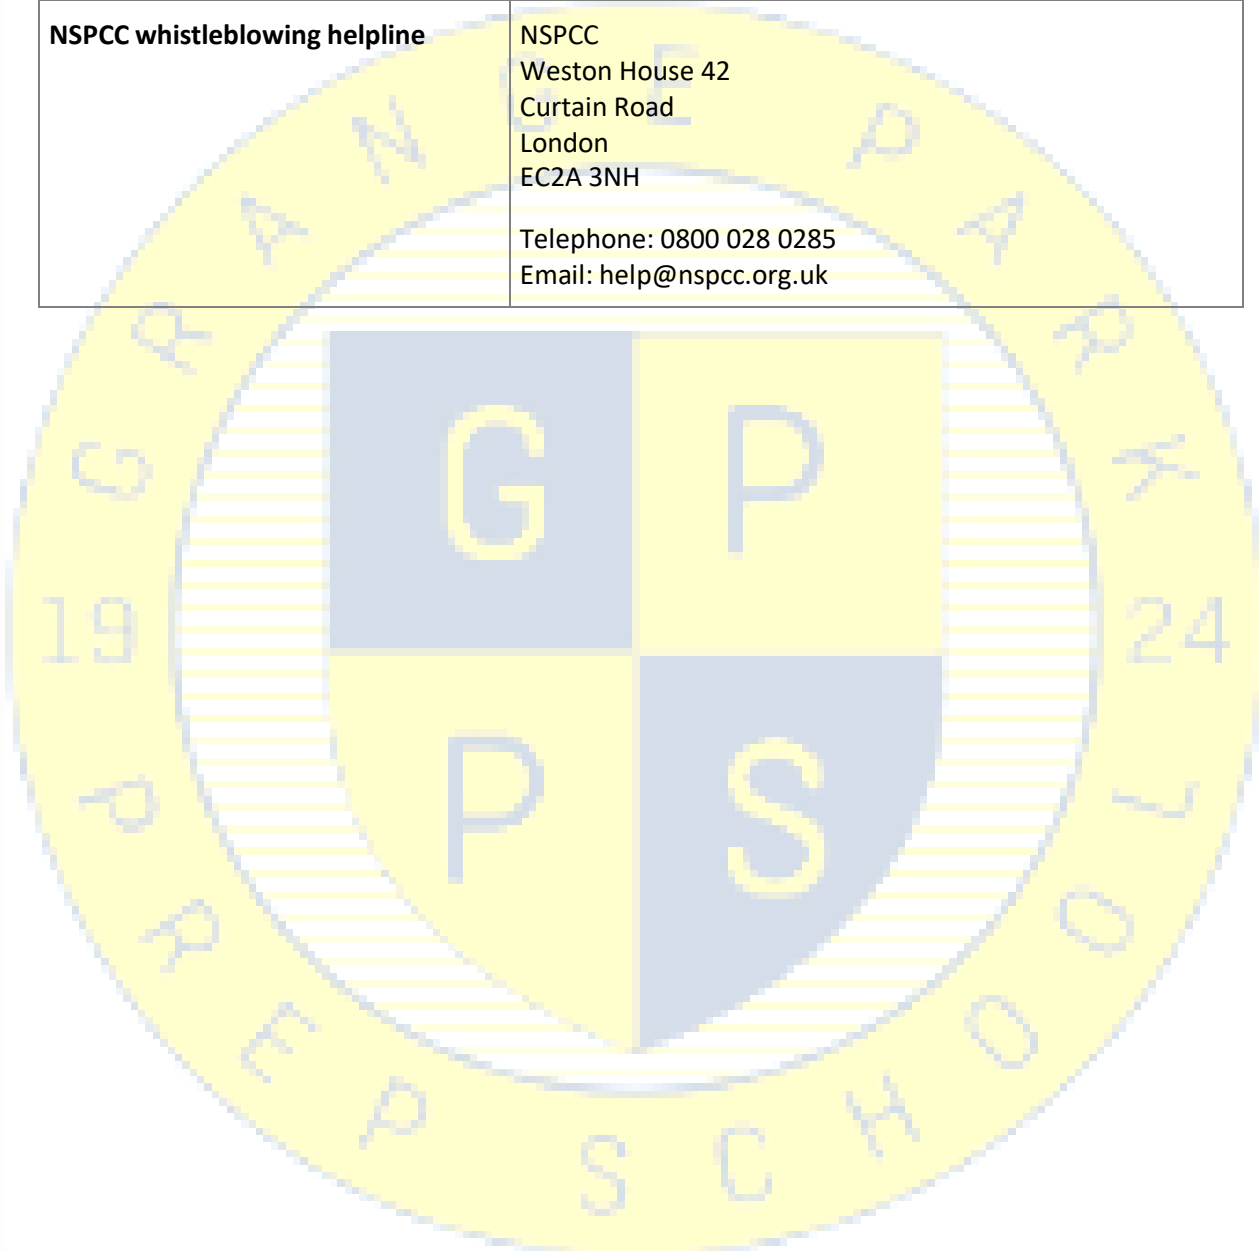 NSPCC whistleblowing helpline
NSPCC
Weston House 42
Curtain Road
London
EC2A 3NH
Telephone: 0800 028 0285
Email: help@nspcc.org.uk
GRANGE PARK
19 24
PREP SCHOOL
G P
P S